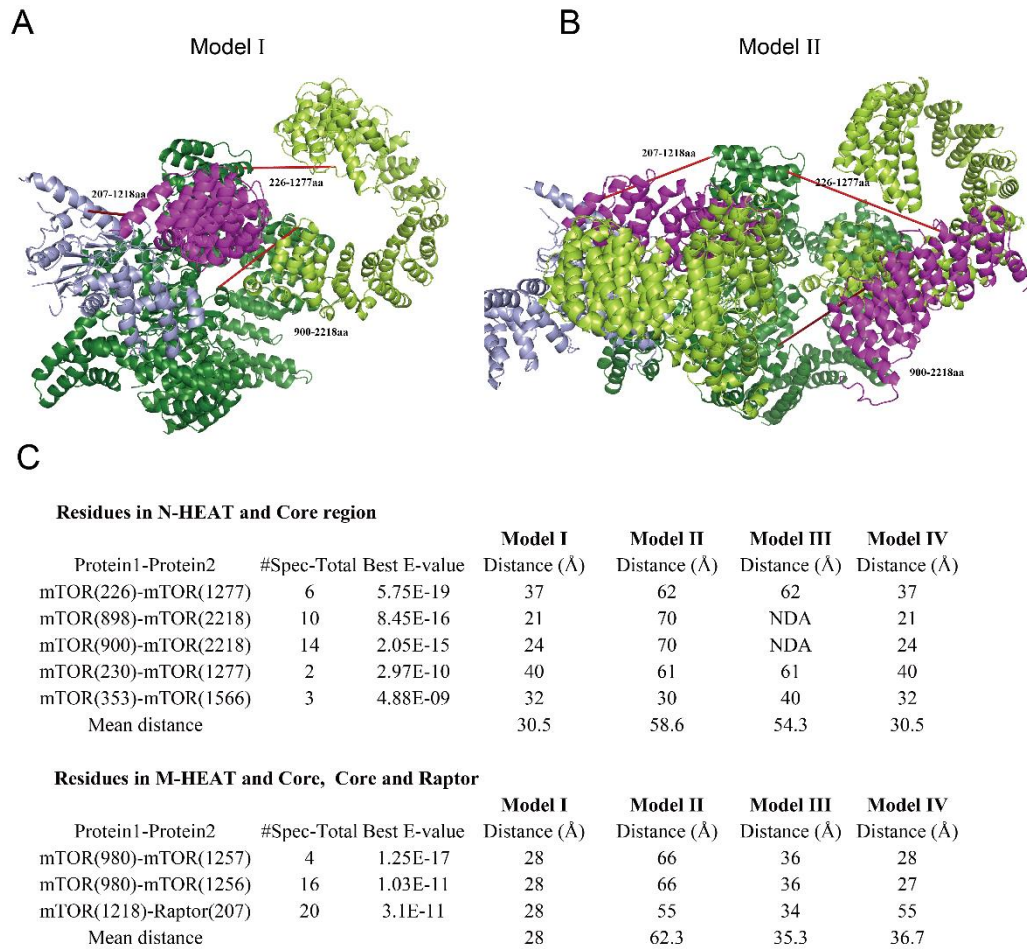 A
B
Model I
Model II
207-1218aa
226-1277aa
900-2218aa
207-1218aa
226-1277aa
900-2218aa
C
Residues in N-HEAT and Core region
Model I Model II Model III Model IV
Protein1-Protein2 #Spec-Total Best E-value Distance (Å) Distance (Å) Distance (Å) Distance (Å)
mTOR(226)-mTOR(1277) 6 5.75E-19 37 62 62 37
mTOR(898)-mTOR(2218) 10 8.45E-16 21 70 NDA 21
mTOR(900)-mTOR(2218) 14 2.05E-15 24 70 NDA 24
mTOR(230)-mTOR(1277) 2 2.97E-10 40 61 61 40
mTOR(353)-mTOR(1566) 3 4.88E-09 32 30 40 32
Mean distance 30.5 58.6 54.3 30.5
Residues in M-HEAT and Core, Core and Raptor
Model I Model II Model III Model IV
Protein1-Protein2 #Spec-Total Best E-value Distance (Å) Distance (Å) Distance (Å) Distance (Å)
mTOR(980)-mTOR(1257) 4 1.25E-17 28 66 36 28
mTOR(980)-mTOR(1256) 16 1.03E-11 28 66 36 27
mTOR(1218)-Raptor(207) 20 3.1E-11 28 55 34 55
Mean distance 28 62.3 35.3 36.7